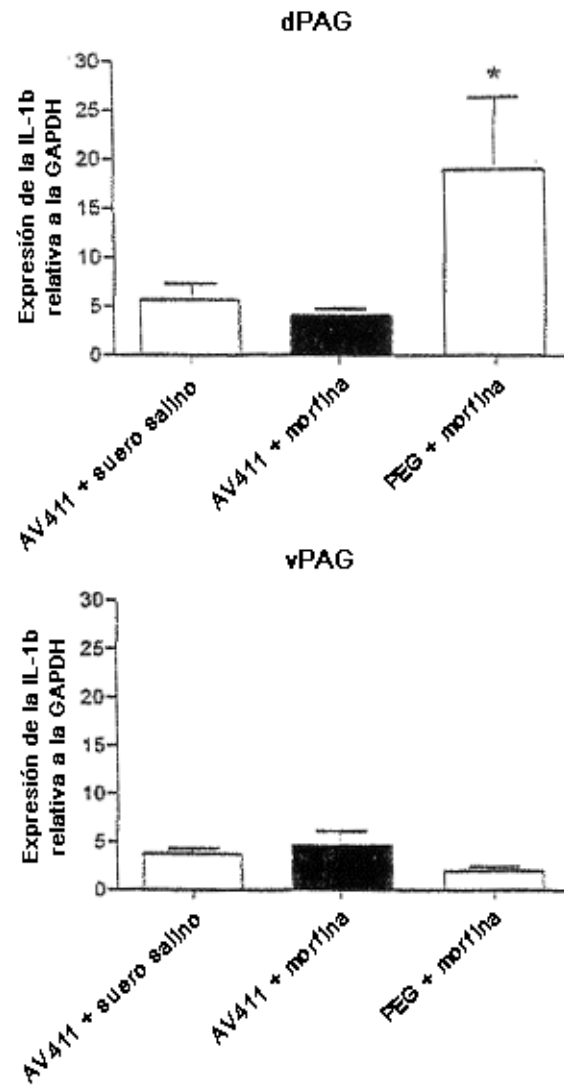 dPAG
Expresión de la IL-1b
relativa a la GAPDH
30
25
20
15
10
5
0
*
AV411 + suero salino
AV411 + morfina
PEG + morfina
vPAG
Expresión de la IL-1b
relativa a la GAPDH
30
25
20
15
10
5
0
AV411 + suero salino
AV411 + morfina
PEG + morfina